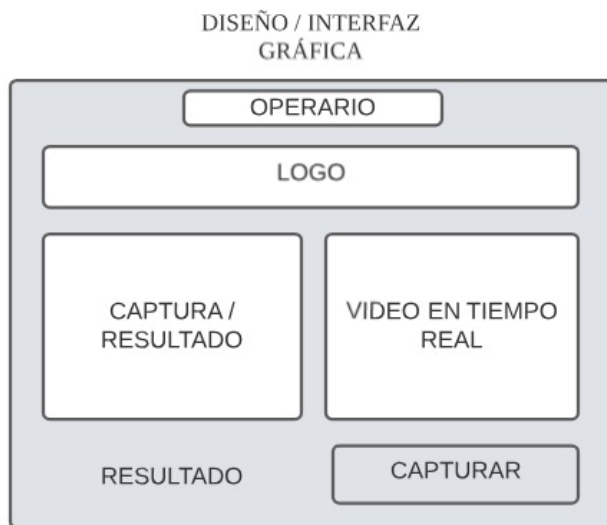 DISEÑO / INTERFAZ
GRÁFICA
OPERARIO
LOGO
CAPTURA /
RESULTADO
VIDEO EN TIEMPO
REAL
RESULTADO
CAPTURAR